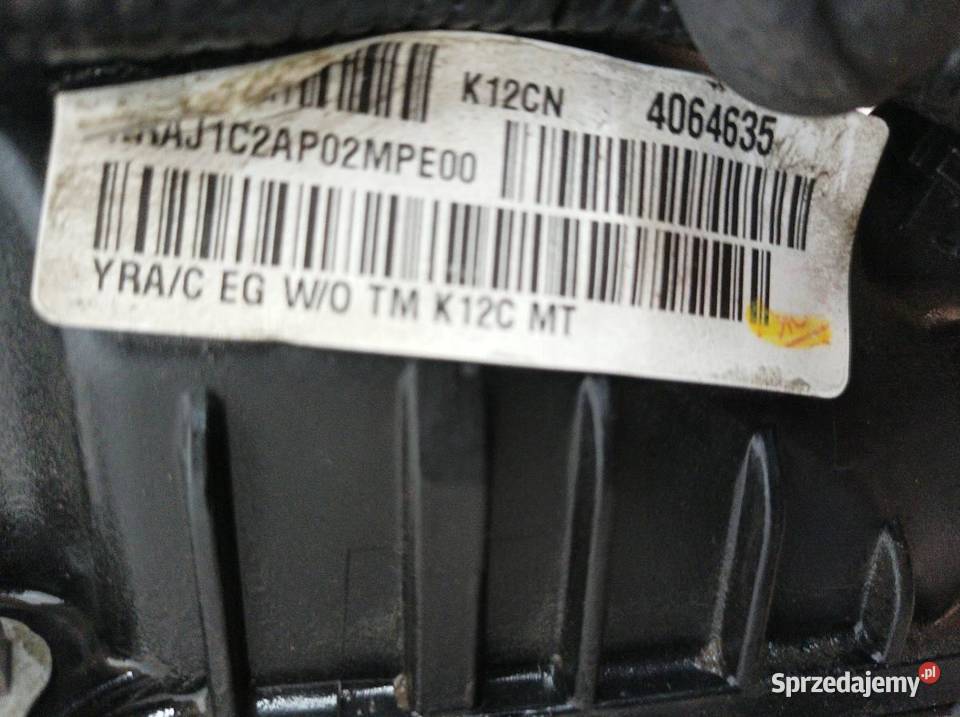 K12CN 4064635
AJ1C2AP02MPE00
YRA/C EG W/O TM K12C MT
Sprzedajemy.pl